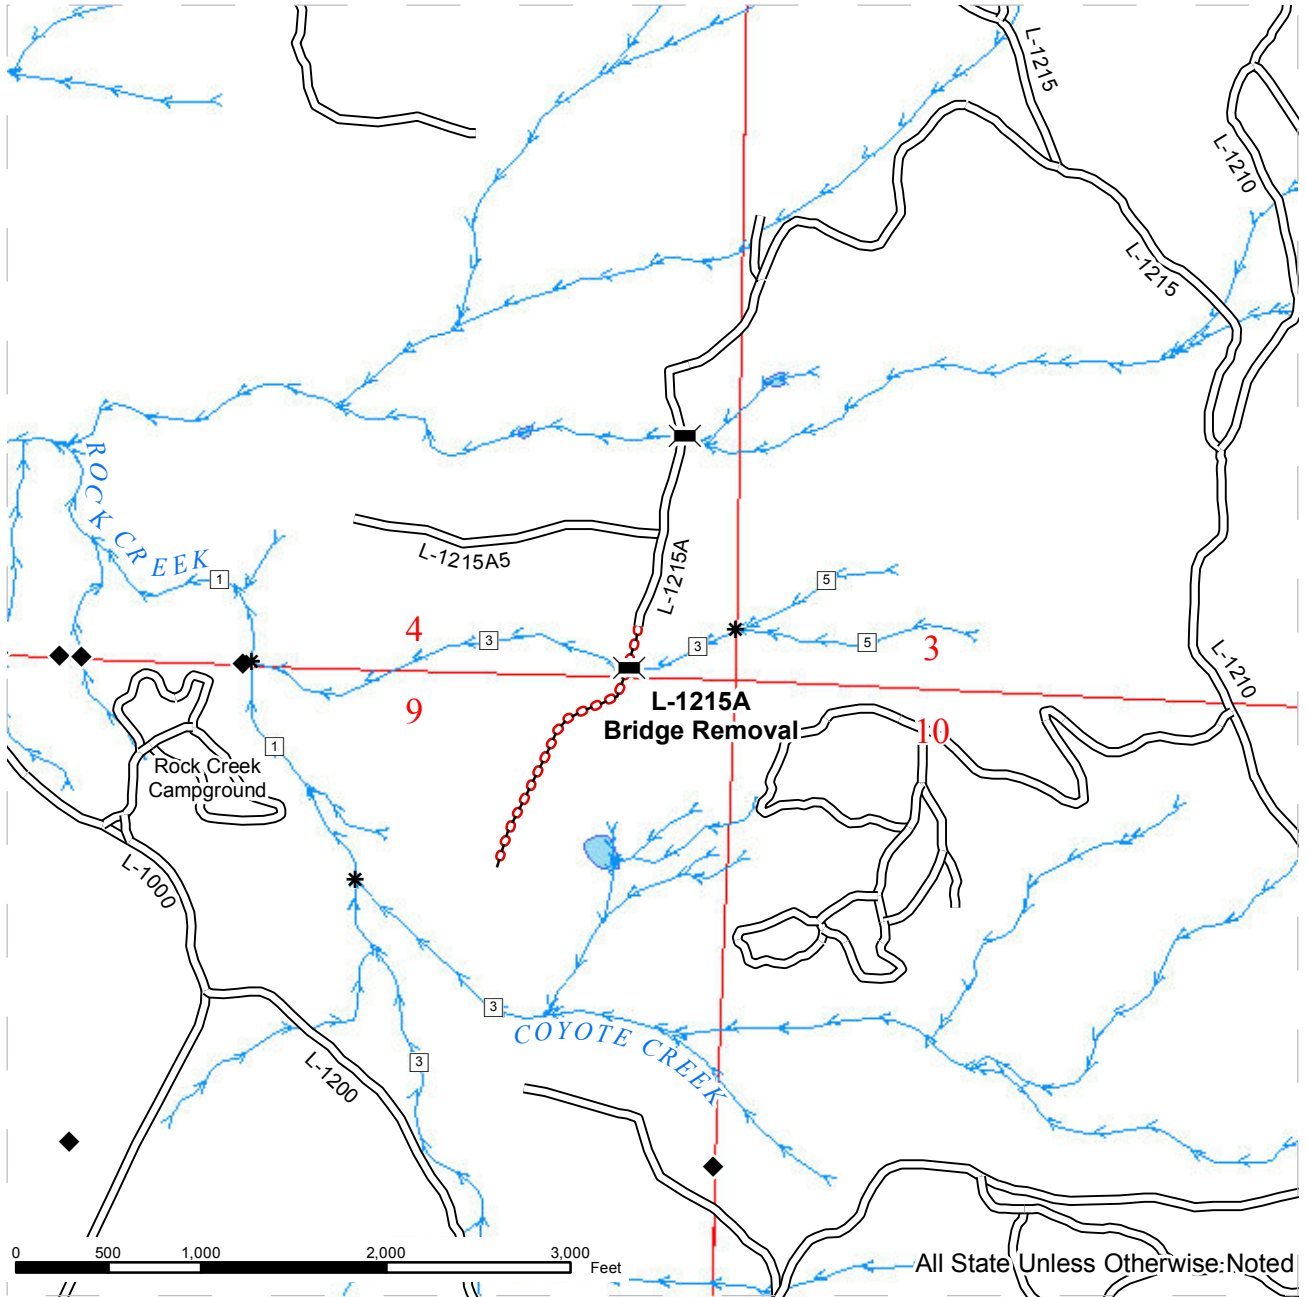 L-1215
L-1210
L-1215
ROCK CREEK
L-1215A5
L-1215A
1
5
3
3
5
4
3
9
L-1215A
Bridge Removal
10
L-1210
1
Rock Creek
Campground
L-1000
3
COYOTE CREEK
3
L-1200
0 500 1,000 2,000 3,000
Feet
All State Unless Otherwise Noted